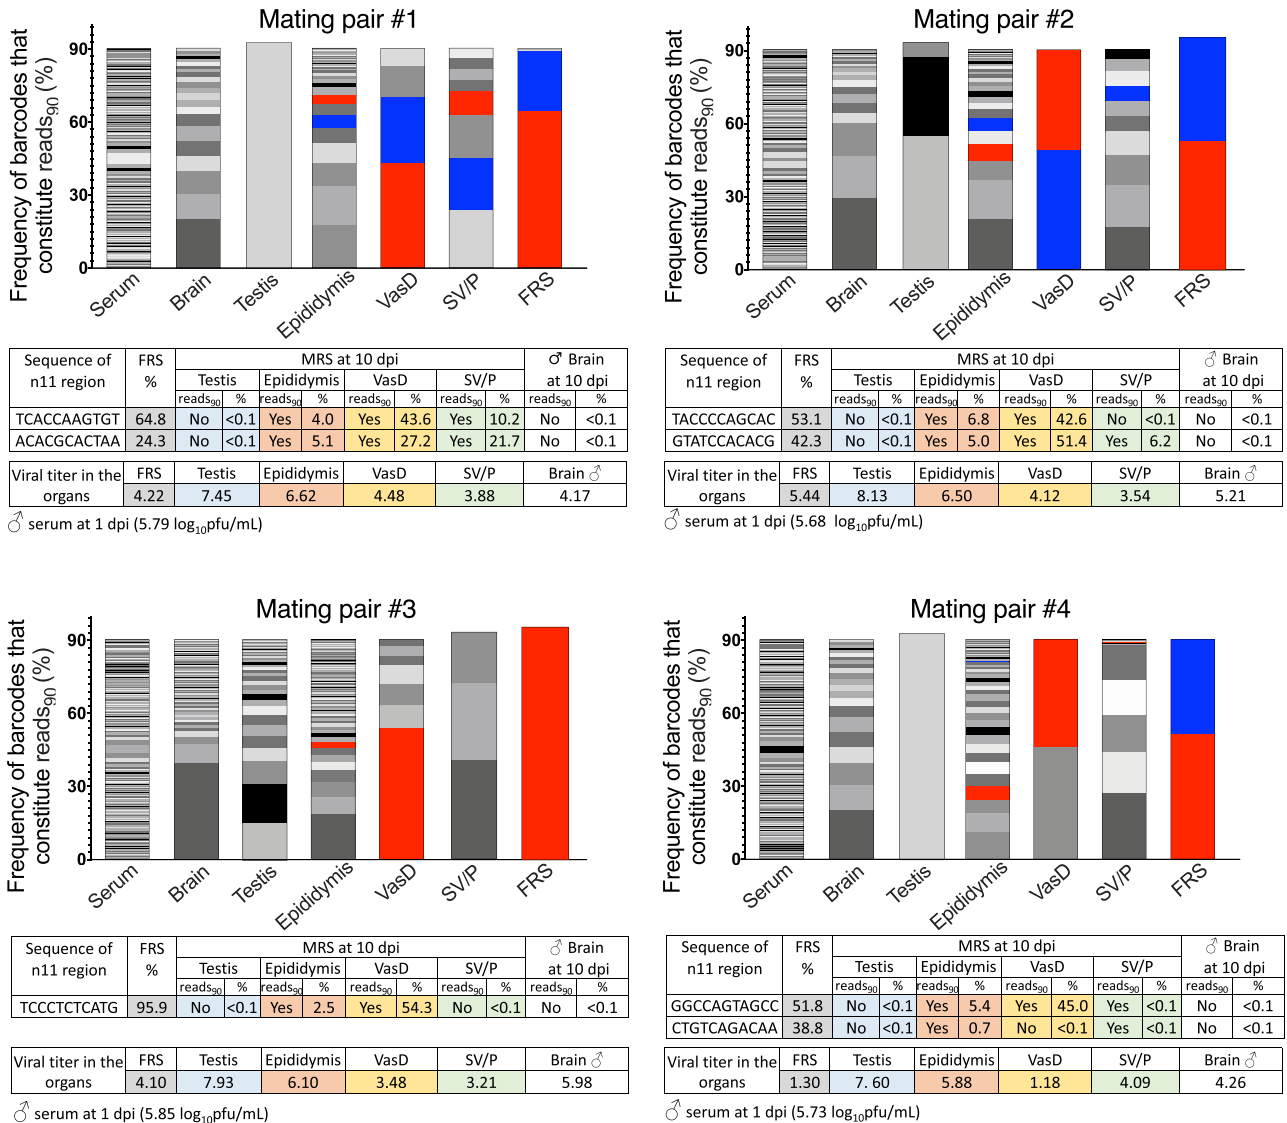 Mating pair #1
Frequency of barcodes that
constitute reads90 (%)
90
60
30
0
Serum
Brain
Testis
Epididymis
VasD
SV/P
FRS
Sequence of n11 region FRS % MRS at 10 dpi ♂ Brain at 10 dpi
Testis Epididymis VasD SV/P
reads90 % reads90 % reads90 % reads90 % reads90 %
TCACCAAGTGT 64.8 No <0.1 Yes 4.0 Yes 43.6 Yes 10.2 No <0.1
ACACGCACTAA 24.3 No <0.1 Yes 5.1 Yes 27.2 Yes 21.7 No <0.1
Viral titer in the organs FRS Testis Epididymis VasD SV/P Brain ♂
4.22 7.45 6.62 4.48 3.88 4.17
♂ serum at 1 dpi (5.79 log10pfu/mL)
Mating pair #2
Frequency of barcodes that
constitute reads90 (%)
90
60
30
0
Serum
Brain
Testis
Epididymis
VasD
SV/P
FRS
Sequence of n11 region FRS % MRS at 10 dpi ♂ Brain at 10 dpi
Testis Epididymis VasD SV/P
reads90 % reads90 % reads90 % reads90 % reads90 %
TACCCCAGCAC 53.1 No <0.1 Yes 6.8 Yes 42.6 No <0.1 No <0.1
GTATCCACACG 42.3 No <0.1 Yes 5.0 Yes 51.4 Yes 6.2 No <0.1
Viral titer in the organs FRS Testis Epididymis VasD SV/P Brain ♂
5.44 8.13 6.50 4.12 3.54 5.21
♂ serum at 1 dpi (5.68 log10pfu/mL)
Mating pair #3
Frequency of barcodes that
constitute reads90 (%)
90
60
30
0
Serum
Brain
Testis
Epididymis
VasD
SV/P
FRS
Sequence of n11 region FRS % MRS at 10 dpi ♂ Brain at 10 dpi
Testis Epididymis VasD SV/P
reads90 % reads90 % reads90 % reads90 % reads90 %
TCCCTCTCATG 95.9 No <0.1 Yes 2.5 Yes 54.3 No <0.1 No <0.1
Viral titer in the organs FRS Testis Epididymis VasD SV/P Brain ♂
4.10 7.93 6.10 3.48 3.21 5.98
♂ serum at 1 dpi (5.85 log10pfu/mL)
Mating pair #4
Frequency of barcodes that
constitute reads90 (%)
90
60
30
0
Serum
Brain
Testis
Epididymis
VasD
SV/P
FRS
Sequence of n11 region FRS % MRS at 10 dpi ♂ Brain at 10 dpi
Testis Epididymis VasD SV/P
reads90 % reads90 % reads90 % reads90 % reads90 %
GGCCAGTAGCC 51.8 No <0.1 Yes 5.4 Yes 45.0 Yes <0.1 No <0.1
CTGTCAGACAA 38.8 No <0.1 Yes 0.7 No <0.1 Yes <0.1 No <0.1
Viral titer in the organs FRS Testis Epididymis VasD SV/P Brain ♂
1.30 7. 60 5.88 1.18 4.09 4.26
♂ serum at 1 dpi (5.73 log10pfu/mL)